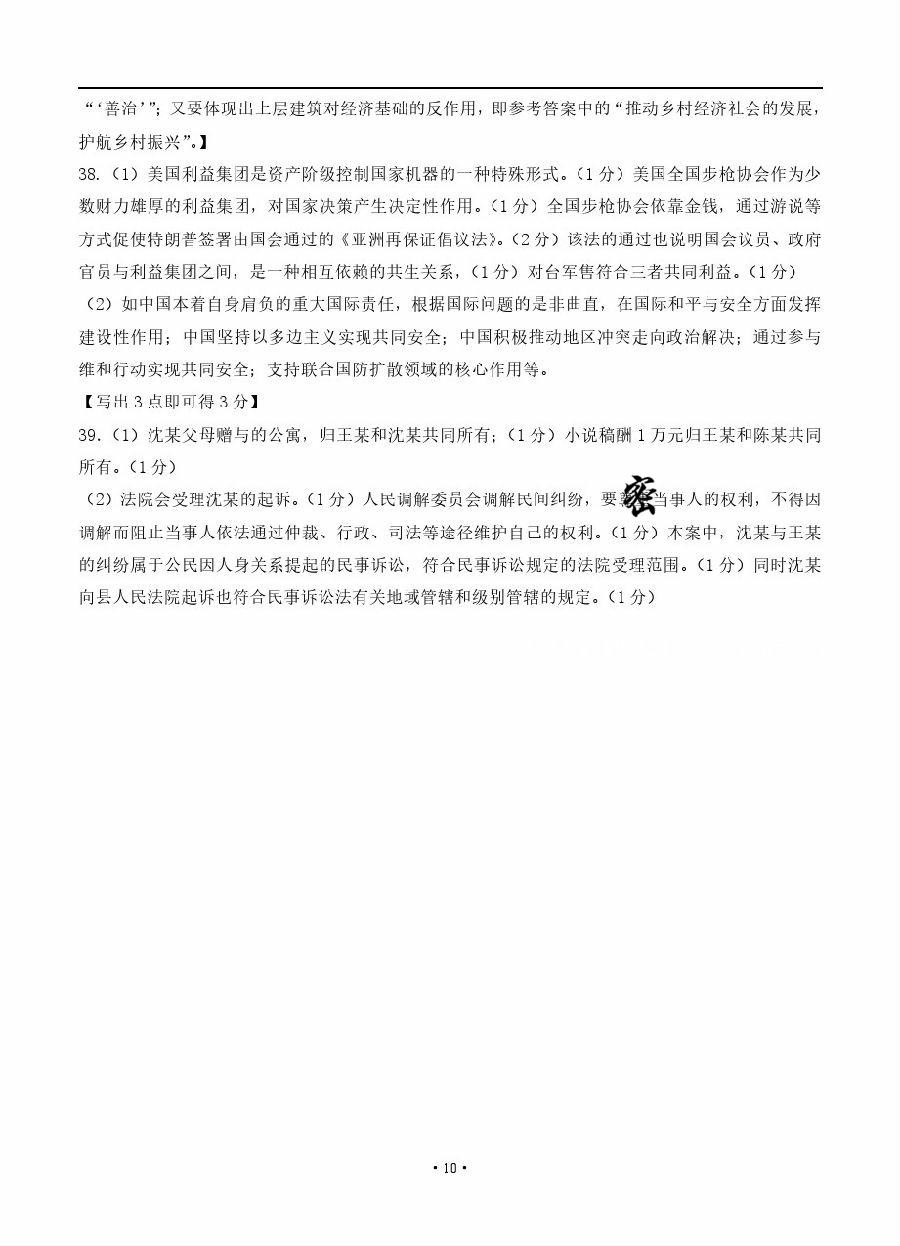 “‘善治’”；又要体现出上层建筑对经济基础的反作用，即参考答案中的“推动乡村经济社会的发展，
护航乡村振兴”。】
38.（1）美国利益集团是资产阶级控制国家机器的一种特殊形式。（1 分）美国全国步枪协会作为少
数财力雄厚的利益集团，对国家决策产生决定性作用。（1 分）全国步枪协会依靠金钱，通过游说等
方式促使特朗普签署由国会通过的《亚洲再保证倡议法》。（2 分）该法的通过也说明国会议员、政府
官员与利益集团之间，是一种相互依赖的共生关系，（1 分）对台军售符合三者共同利益。（1 分）
（2）如中国本着自身肩负的重大国际责任，根据国际问题的是非曲直，在国际和平与安全方面发挥
建设性作用；中国坚持以多边主义实现共同安全；中国积极推动地区冲突走向政治解决；通过参与
维和行动实现共同安全；支持联合国防扩散领域的核心作用等。
【写出 3 点即可得 3 分】
39.（1）沈某父母赠与的公寓，归王某和沈某共同所有；（1 分）小说稿酬 1 万元归王某和陈某共同
所有。（1 分）
（2）法院会受理沈某的起诉。（1 分）人民调解委员会调解民间纠纷，要 密 当事人的权利，不得因
调解而阻止当事人依法通过仲裁、行政、司法等途径维护自己的权利。（1 分）本案中，沈某与王某
的纠纷属于公民因人身关系提起的民事诉讼，符合民事诉讼规定的法院受理范围。（1 分）同时沈某
向县人民法院起诉也符合民事诉讼法有关地域管辖和级别管辖的规定。（1 分）
·10·